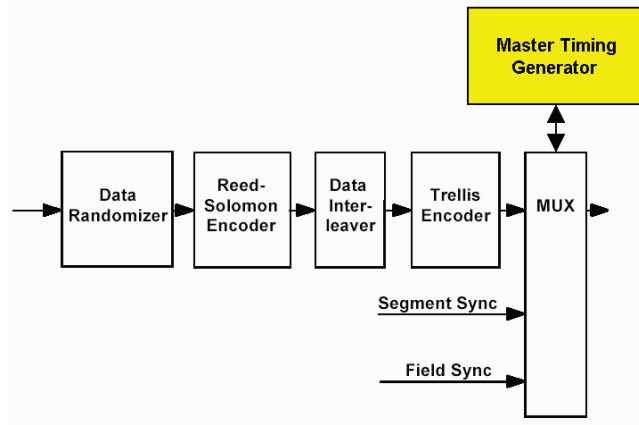 Master Timing
Generator
Data
Randomizer
Reed-
Solomon
Encoder
Data
Inter-
leaver
Trellis
Encoder
MUX
Segment Sync
Field Sync